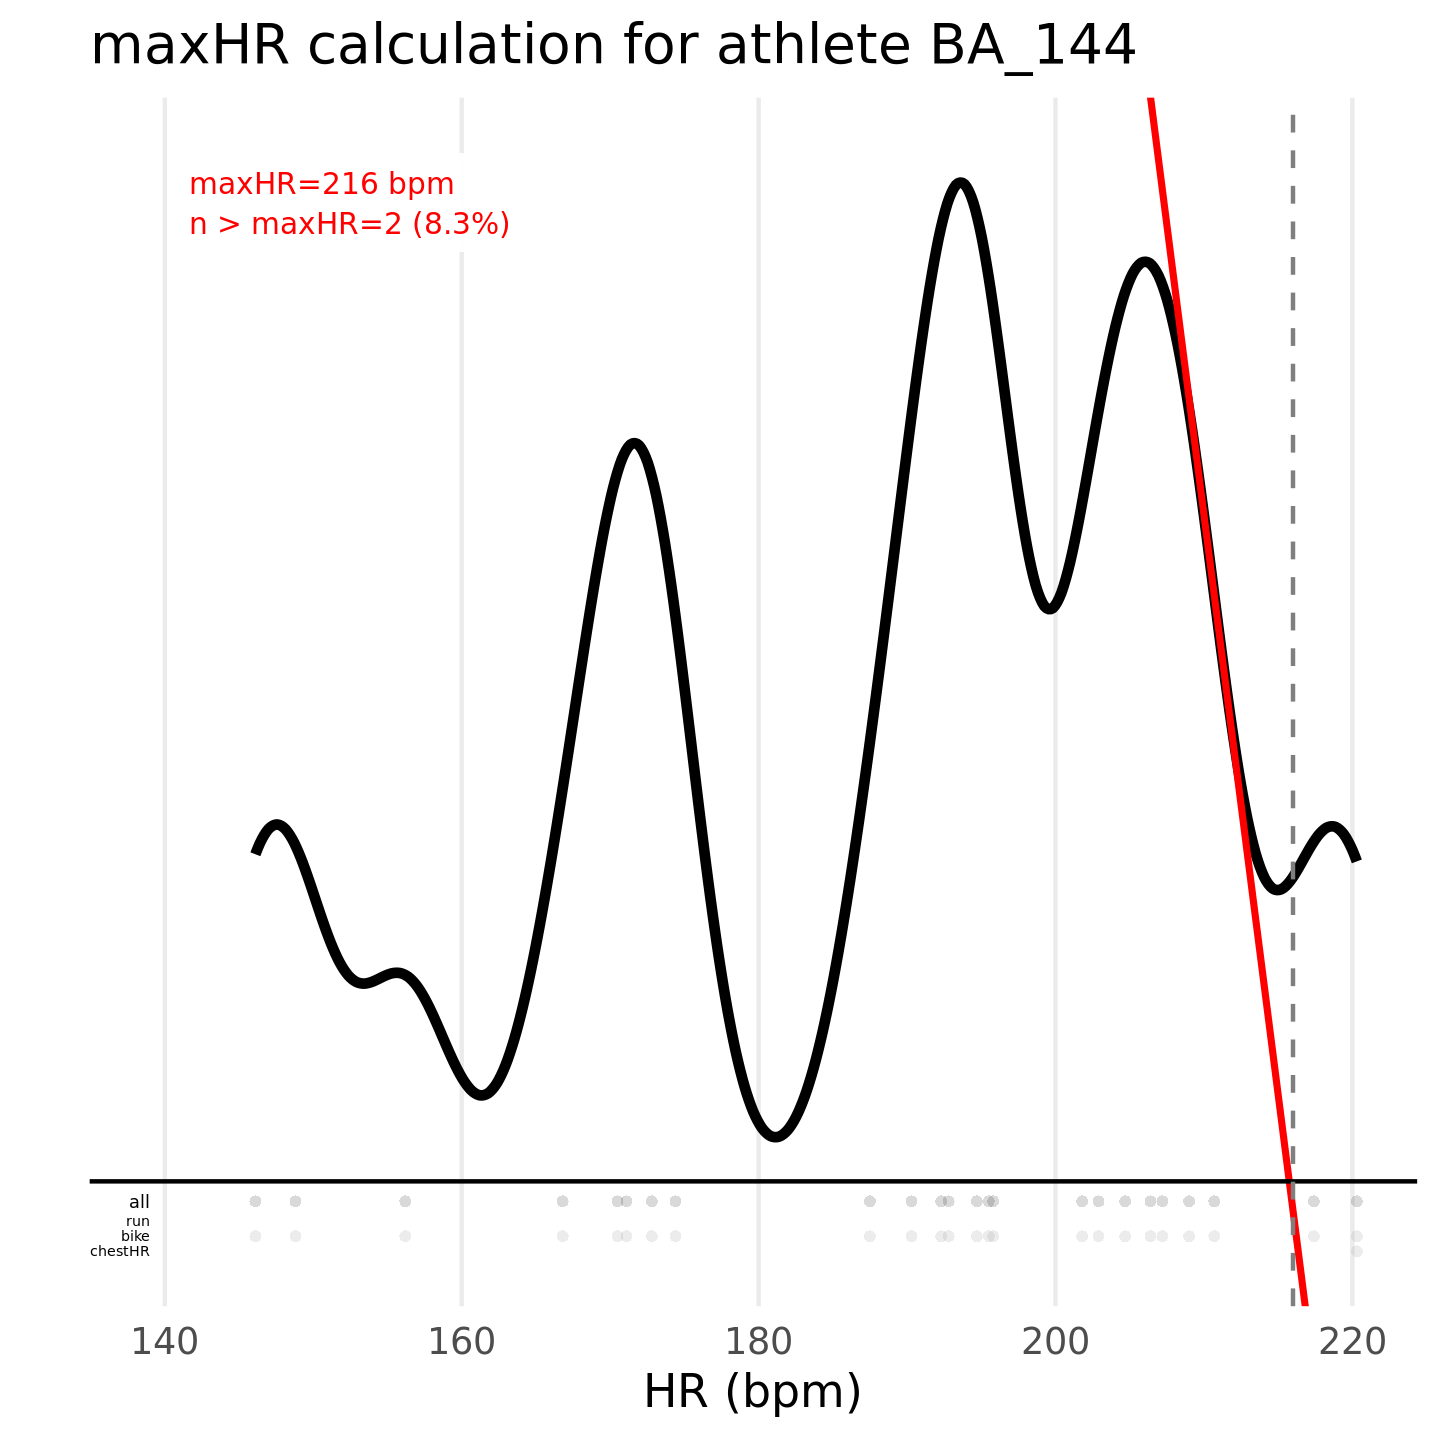 maxHR calculation for athlete BA_144
maxHR=216 bpm
n > maxHR=2 (8.3%)
all
run
bike
chestHR
140 160 180 200 220
HR (bpm)